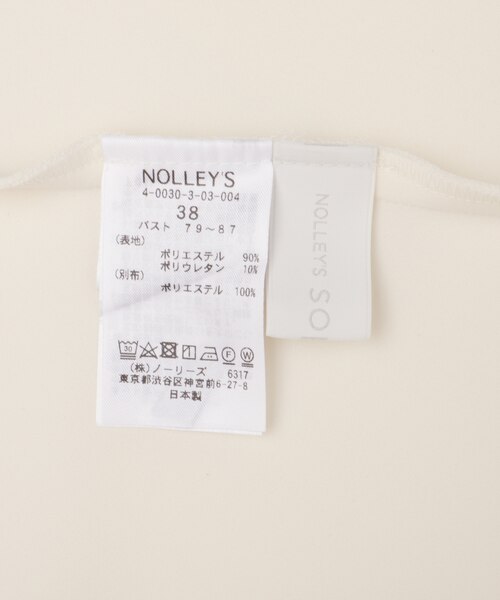 NOLLEY'S
4-0030-3-03-004
38
バスト 79~87
(表地)
ポリエステル 90%
ポリウレタン 10%
(別布)
ポリエステル 100%
30 F W
(株)ノーリーズ 6317
東京都渋谷区神宮前6-27-8
日本製
NOLLEY'S SO